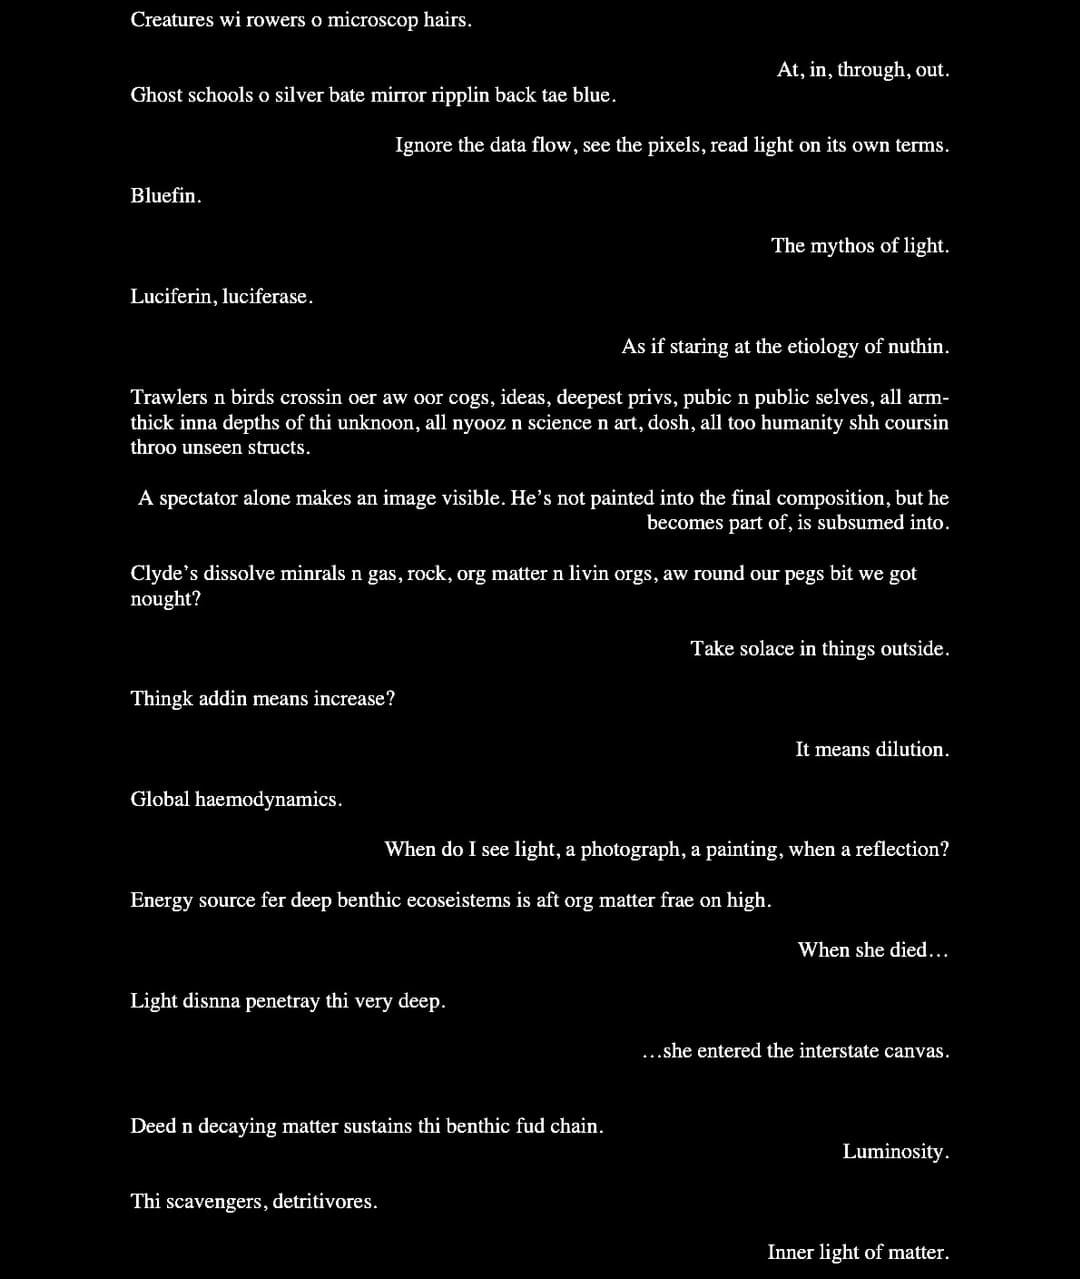 Creatures wi rowers o microscop hairs.
At, in, through, out.
Ghost schools o silver bate mirror ripplin back tae blue.
Ignore the data flow, see the pixels, read light on its own terms.
Bluefin.
The mythos of light.
Luciferin, luciferase.
As if staring at the etiology of nuthin.
Trawlers n birds crossin oer aw oor cogs, ideas, deepest privs, pubic n public selves, all arm-
thick inna depths of thi unknoon, all nyooz n science n art, dosh, all too humanity shh coursin
throo unseen structs.
A spectator alone makes an image visible. He’s not painted into the final composition, but he
becomes part of, is subsumed into.
Clyde’s dissolve minrals n gas, rock, org matter n livin orgs, aw round our pegs bit we got
nought?
Take solace in things outside.
Thingk addin means increase?
It means dilution.
Global haemodynamics.
When do I see light, a photograph, a painting, when a reflection?
Energy source fer deep benthic ecoseistems is aft org matter frae on high.
When she died…
Light disnna penetray thi very deep.
…she entered the interstate canvas.
Deed n decaying matter sustains thi benthic fud chain.
Luminosity.
Thi scavengers, detritivores.
Inner light of matter.